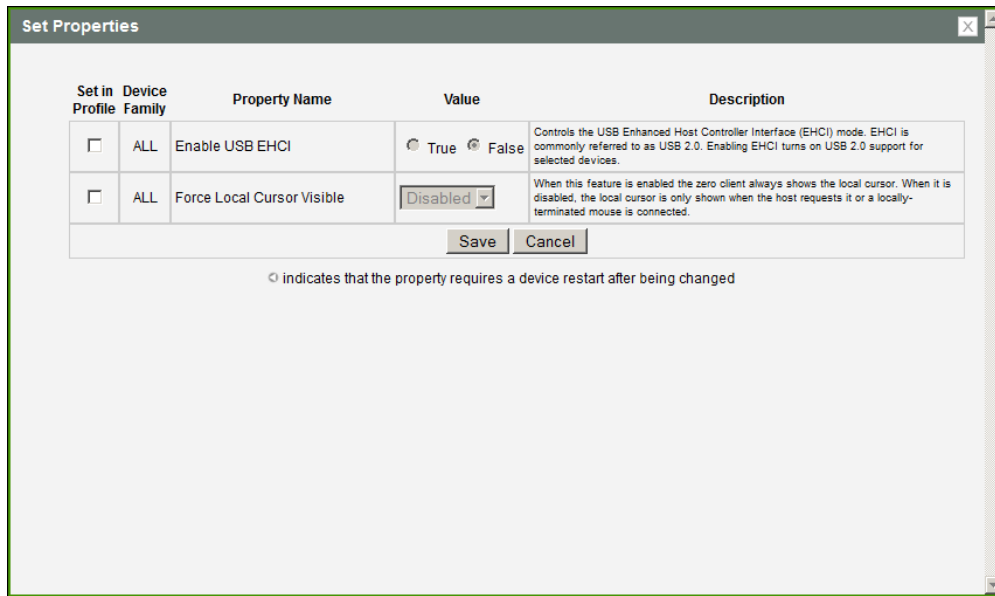 Set Properties
X
Set in Profile
Device Family
Property Name
Value
Description
ALL
Enable USB EHCI
True
False
Controls the USB Enhanced Host Controller Interface (EHCI) mode. EHCI is
commonly referred to as USB 2.0. Enabling EHCI turns on USB 2.0 support for
selected devices.
ALL
Force Local Cursor Visible
Disabled
When this feature is enabled the zero client always shows the local cursor. When it is
disabled, the local cursor is only shown when the host requests it or a locally-
terminated mouse is connected.
Save
Cancel
indicates that the property requires a device restart after being changed